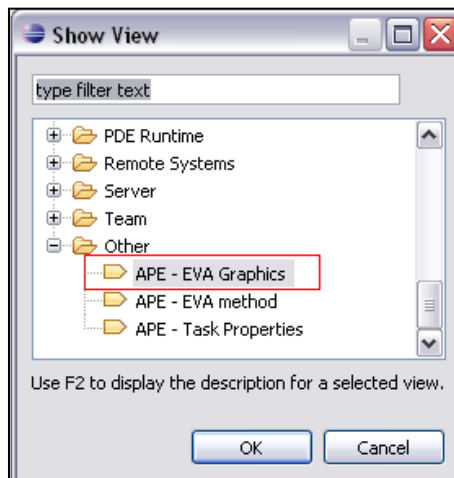 Show View
type filter text
PDE Runtime
Remote Systems
Server
Team
Other
APE - EVA Graphics
APE - EVA method
APE - Task Properties
Use F2 to display the description for a selected view.
OK
Cancel